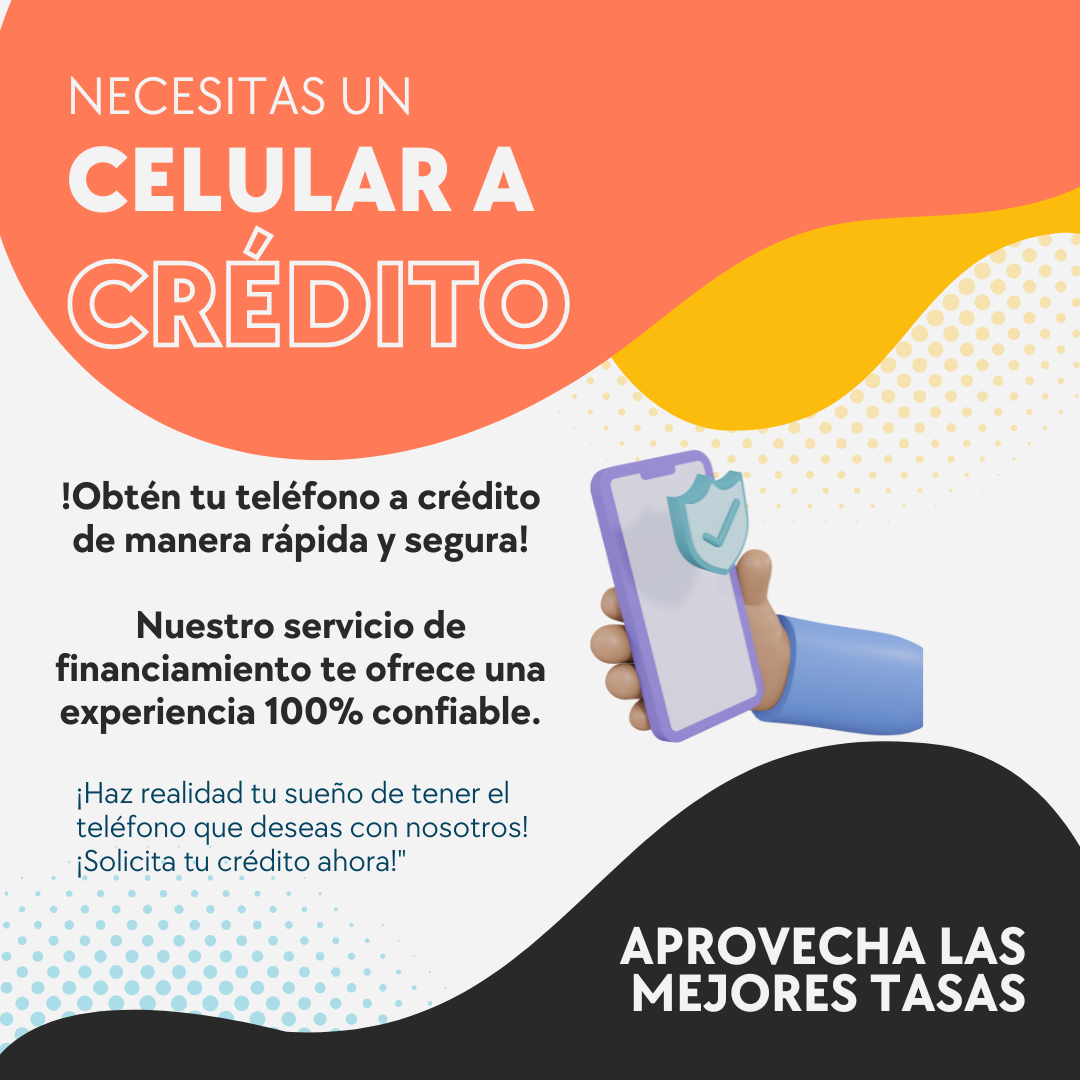 NECESITAS UN
CELULAR A
CRÉDITO
!Obtén tu teléfono a crédito
de manera rápida y segura!
Nuestro servicio de
financiamiento te ofrece una
experiencia 100% confiable.
¡Haz realidad tu sueño de tener el
teléfono que deseas con nosotros!
¡Solicita tu crédito ahora!"
APROVECHA LAS
MEJORES TASAS